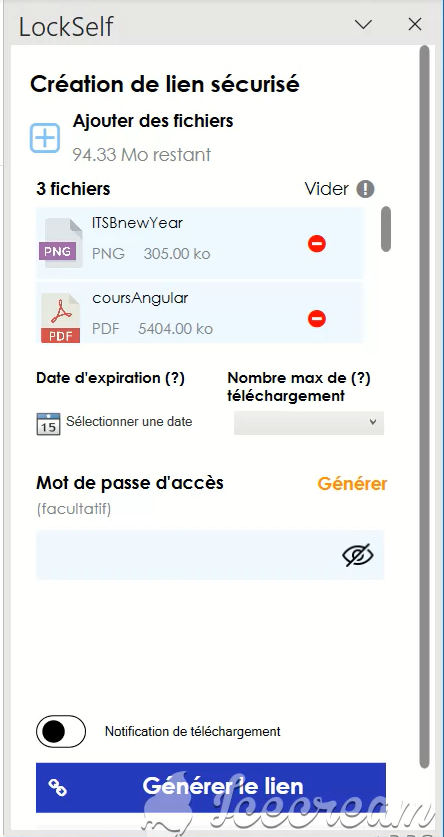 LockSelf
Création de lien sécurisé
Ajouter des fichiers
94.33 Mo restant
3 fichiers Vider
ITSBnewYear
PNG PNG 305.00 ko
coursAngular
PDF PDF 5404.00 ko
Date d'expiration (?) Nombre max de (?)
téléchargement
15 Sélectionner une date
Mot de passe d'accès Générer
(facultatif)
Notification de téléchargement
Générer le lien
Icecream